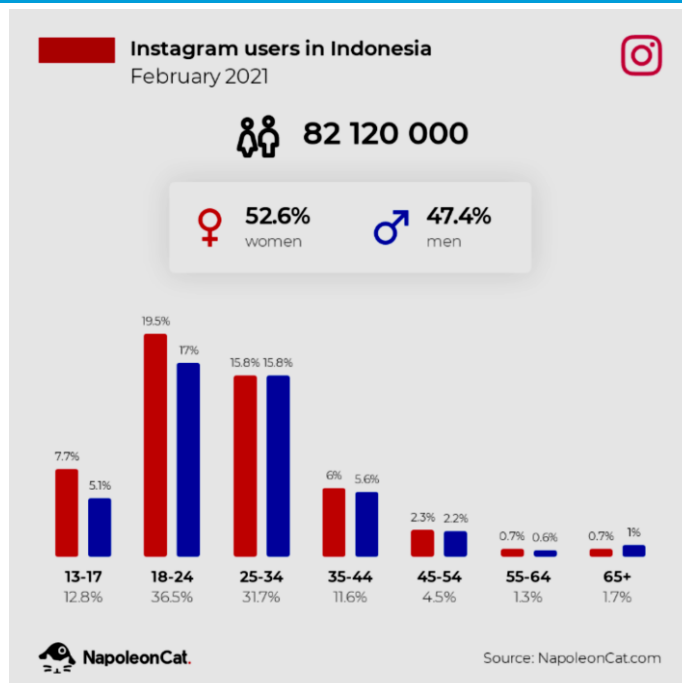 Instagram users in Indonesia
February 2021
82 120 000
52.6%
women
47.4%
men
7.7% 5.1%
19.5% 17%
15.8% 15.8%
6% 5.6%
2.3% 2.2%
0.7% 0.6%
0.7% 1%
13-17 18-24 25-34 35-44 45-54 55-64 65+
12.8% 36.5% 31.7% 11.6% 4.5% 1.3% 1.7%
NapoleonCat.
Source: NapoleonCat.com